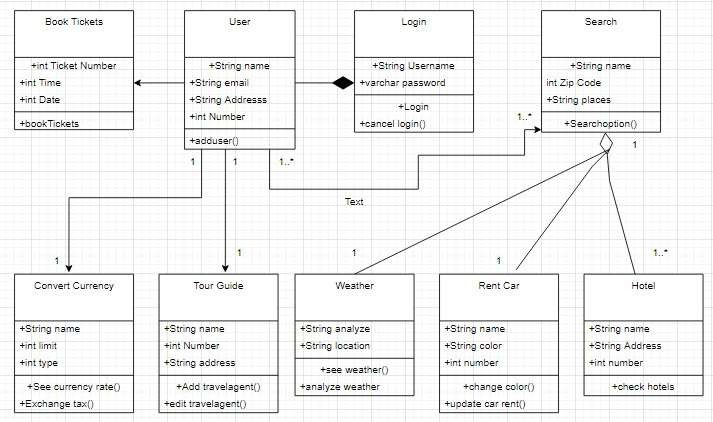 Book Tickets
+int Ticket Number
+int Time
+int Date
+bookTickets
User
+String name
+String email
+String Addresss
+int Number
+adduser()
Login
+String Username
+varchar password
+Login
+cancel login()
Search
+String name
int Zip Code
+String places
+Searchoption()
1..*
1
1
1
1..*
Text
1
1
1
1
1..*
Convert Currency
+String name
+int limit
+int type
+See currency rate()
+Exchange tax()
Tour Guide
+String name
+int Number
+String address
+Add travelagent()
+edit travelagent()
Weather
+String analyze
+String location
+see weather()
+analyze weather
Rent Car
+String name
+String color
+int number
+change color()
+update car rent()
Hotel
+String name
+String Address
+int number
+check hotels